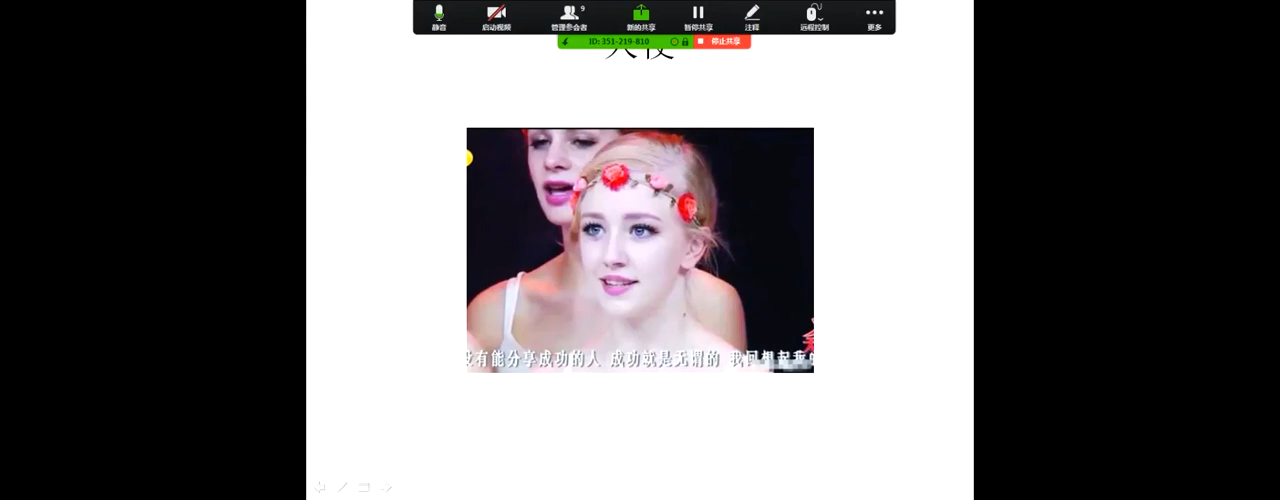 9
静音 启动视频 管理参会者 新的共享 暂停共享 注释 远程控制 更多
ID: 351-219-810 停止共享
没有能分享成功的人 成功就是无谓的 我回想起我